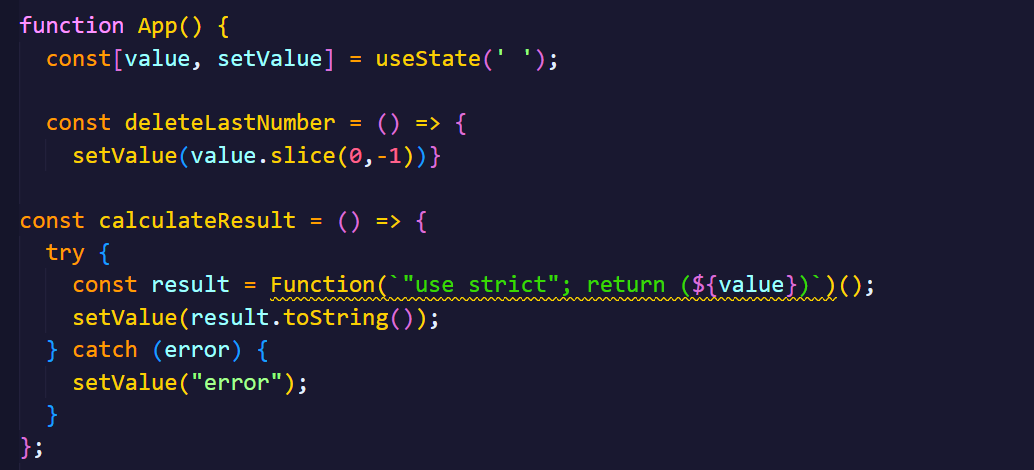 function App() {
  const[value, setValue] = useState(' ');

  const deleteLastNumber = () => {
    setValue(value.slice(0,-1))}

const calculateResult = () => {
  try {
    const result = Function(`"use strict"; return (${value})`)();
    setValue(result.toString());
  } catch (error) {
    setValue("error");
  }
};